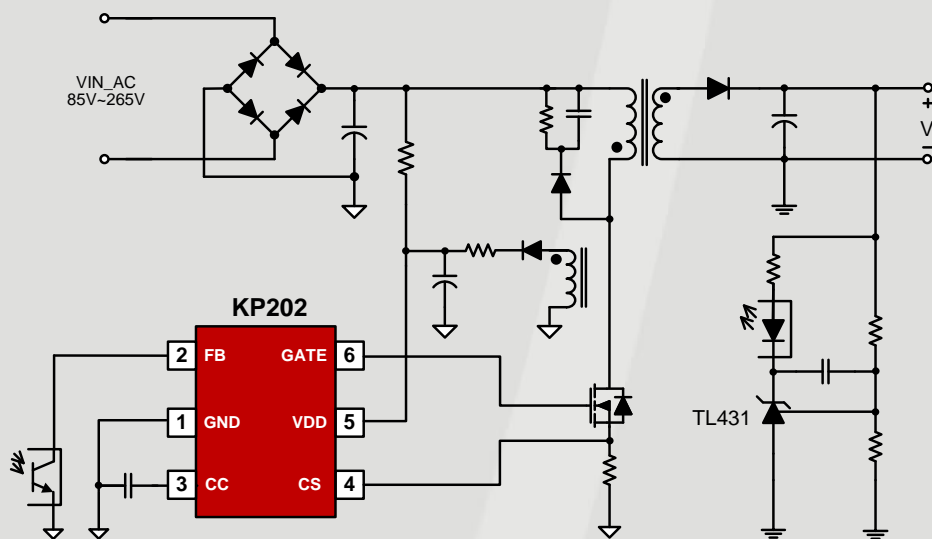 VIN_AC
85V~265V
+
V
−
KP202
2 FB GATE 6
1 GND VDD 5
3 CC CS 4
TL431